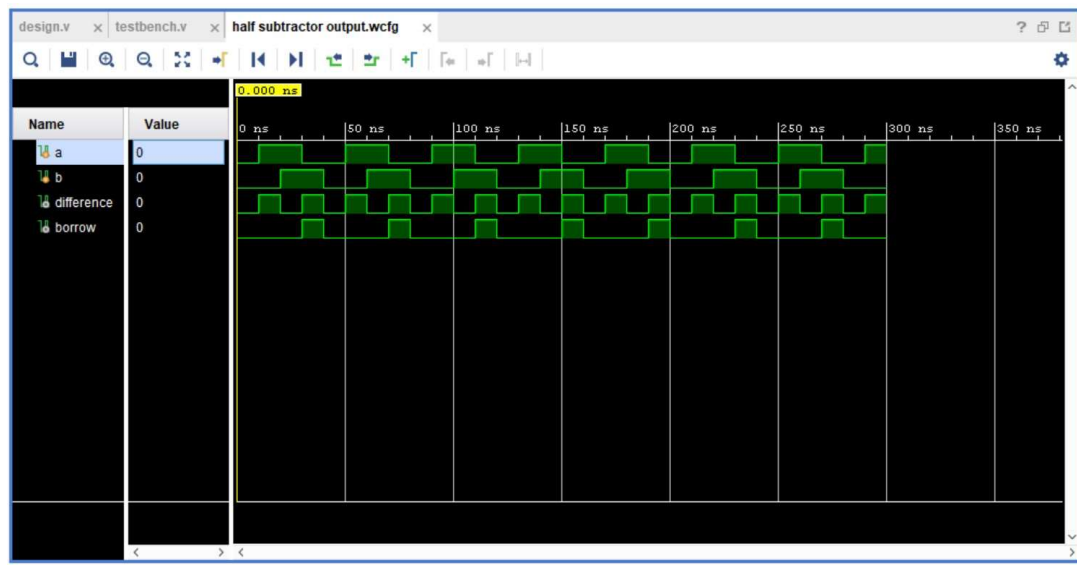 design.v × testbench.v × half subtractor output.wcfg × ?
0.000 ns
Name Value 0 ns 50 ns 100 ns 150 ns 200 ns 250 ns 300 ns 350 ns
a 0
b 0
difference 0
borrow 0